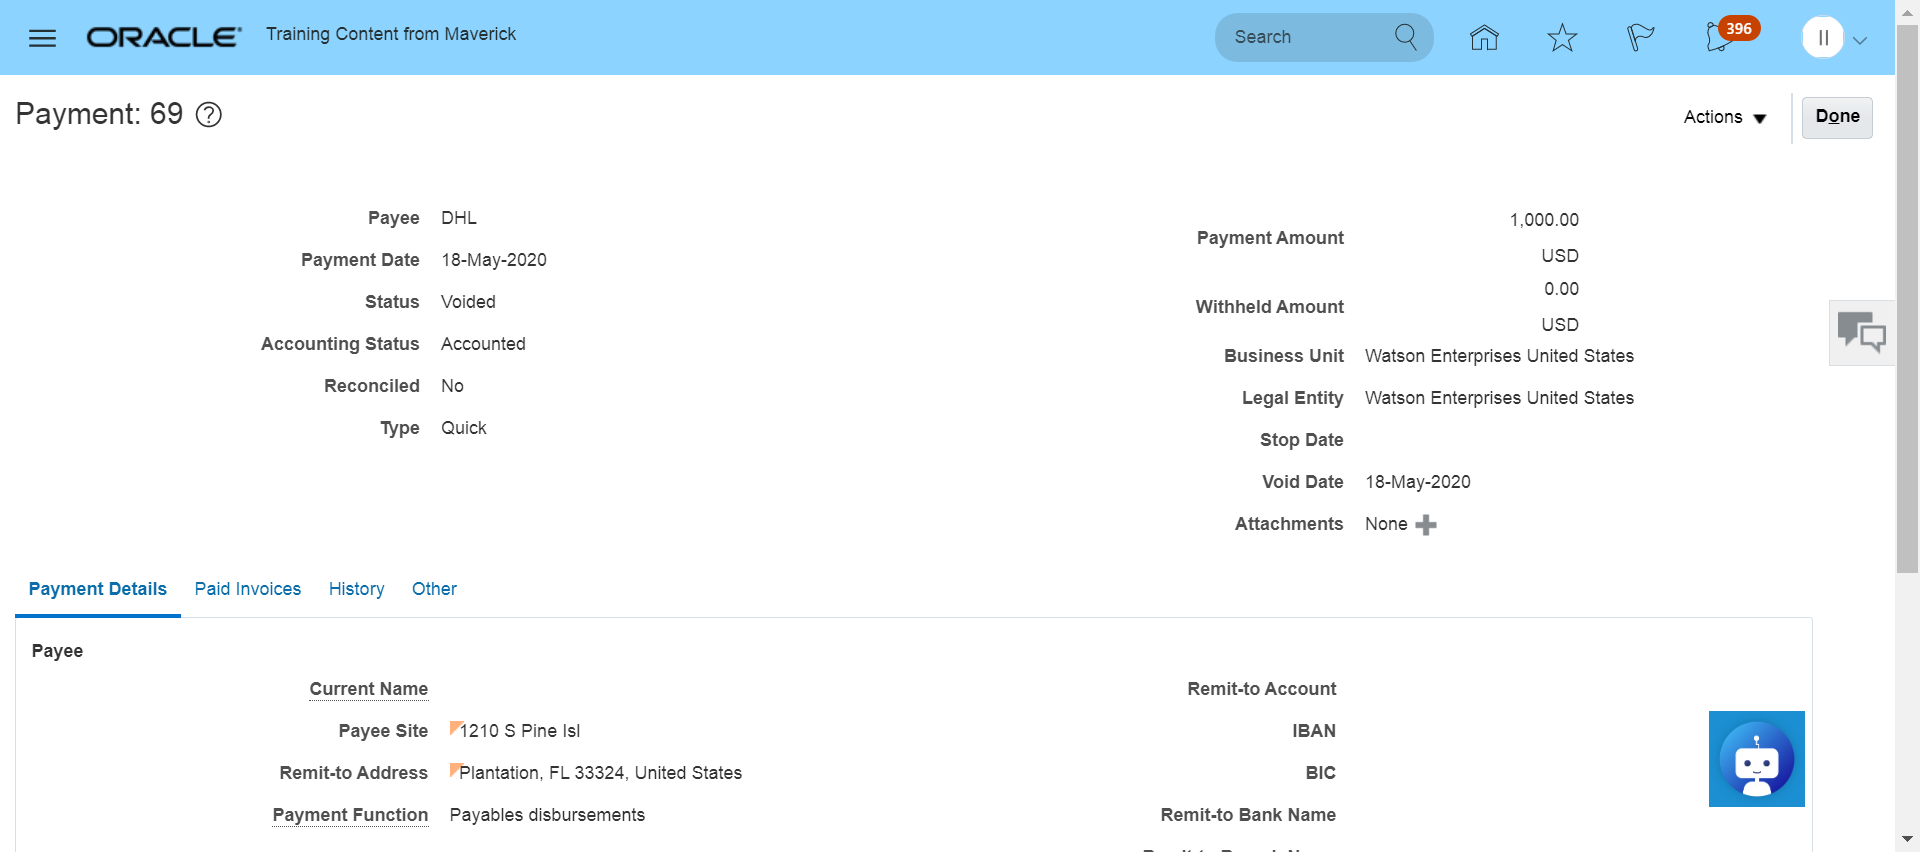 ORACLE Training Content from Maverick Search 396 II
Payment: 69 ? Actions Done
Payee DHL
Payment Date 18-May-2020
Status Voided
Accounting Status Accounted
Reconciled No
Type Quick
Payment Amount 1,000.00
USD
Withheld Amount 0.00
USD
Business Unit Watson Enterprises United States
Legal Entity Watson Enterprises United States
Stop Date
Void Date 18-May-2020
Attachments None
Payment Details Paid Invoices History Other
Payee
Current Name
Payee Site 1210 S Pine Isl
Remit-to Address Plantation, FL 33324, United States
Payment Function Payables disbursements
Remit-to Account
IBAN
BIC
Remit-to Bank Name